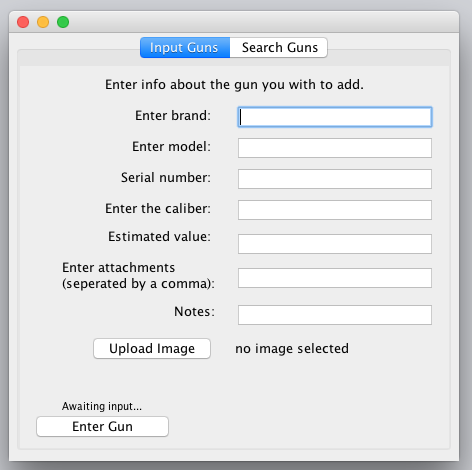 Input Guns Search Guns
Enter info about the gun you with to add.
Enter brand:
Enter model:
Serial number:
Enter the caliber:
Estimated value:
Enter attachments
(seperated by a comma):
Notes:
Upload Image no image selected
Awaiting input...
Enter Gun